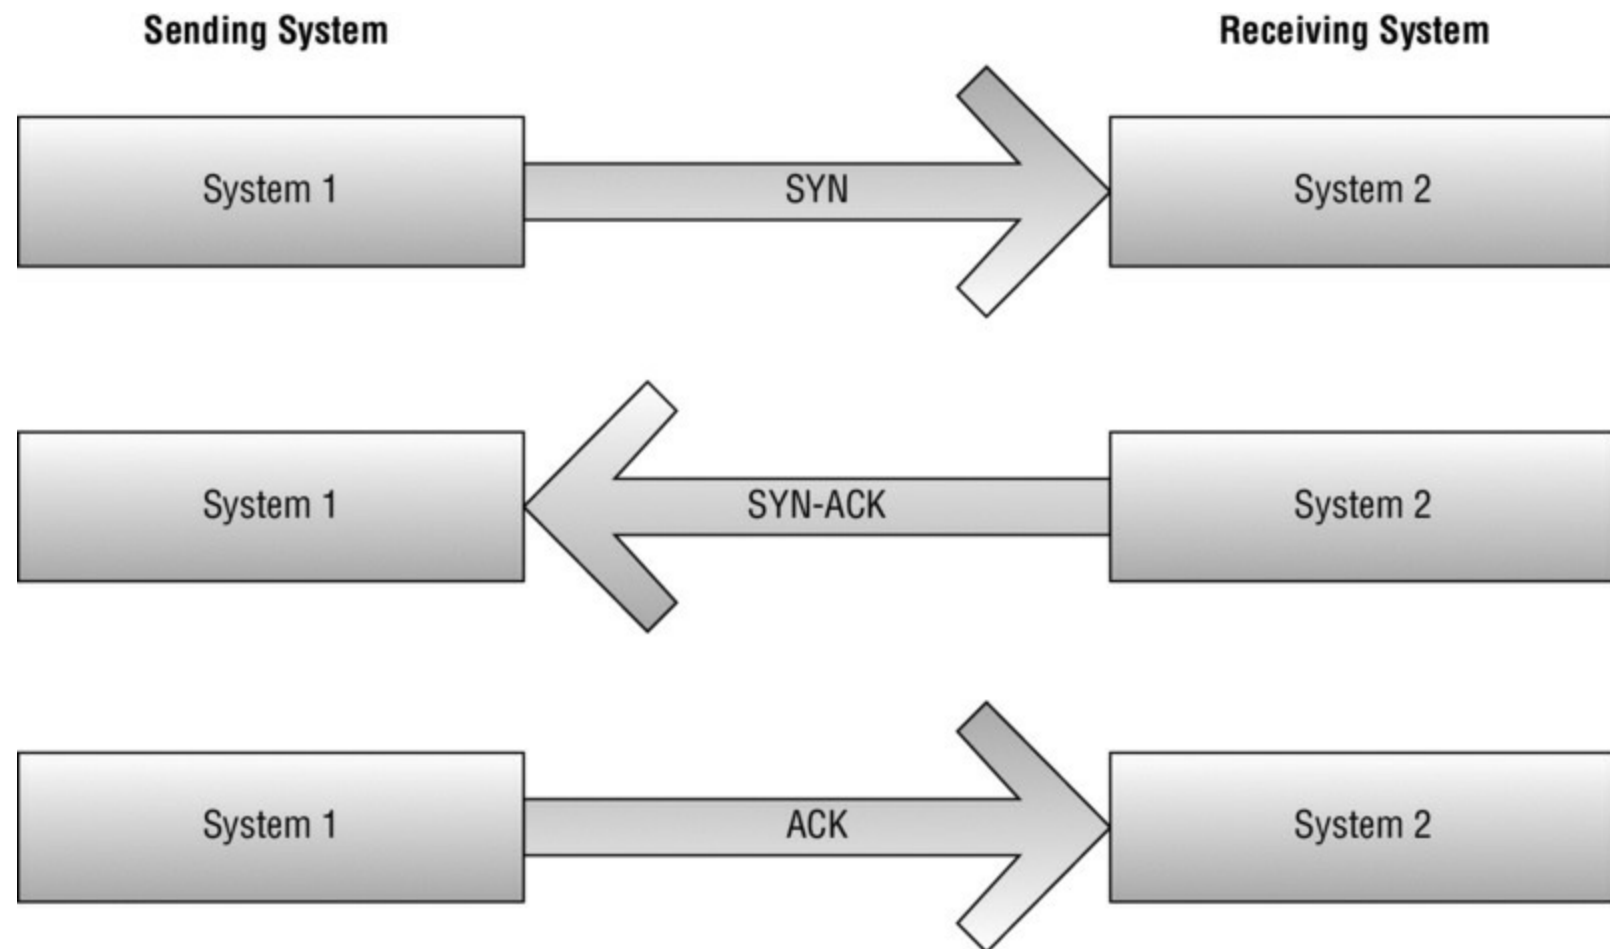 Sending System
Receiving System
System 1
SYN
System 2
System 1
SYN-ACK
System 2
System 1
ACK
System 2